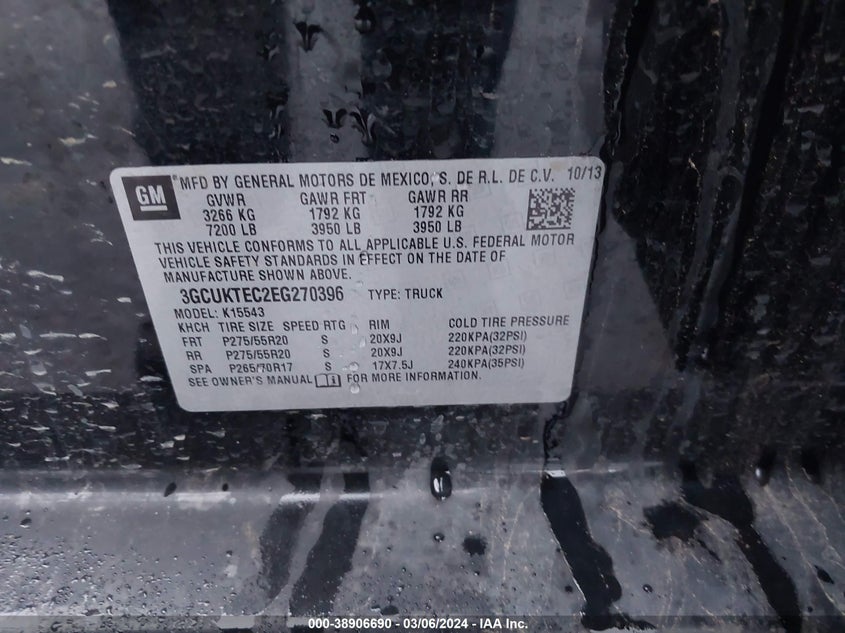 GM
MFD BY GENERAL MOTORS DE MEXICO, S. DE R.L. DE C.V. 10/13
GVWR GAWR FRT GAWR RR
3266 KG 1792 KG 1792 KG
7200 LB 3950 LB 3950 LB
THIS VEHICLE CONFORMS TO ALL APPLICABLE U.S. FEDERAL MOTOR
VEHICLE SAFETY STANDARDS IN EFFECT ON THE DATE OF
MANUFACTURE SHOWN ABOVE.
3GCUKTEC2EG270396 TYPE: TRUCK
MODEL: K15543
KHCH TIRE SIZE SPEED RTG RIM COLD TIRE PRESSURE
FRT P275/55R20 S 20X9J 220KPA(32PSI)
RR P275/55R20 S 20X9J 220KPA(32PSI)
SPA P265/70R17 S 17X7.5J 240KPA(35PSI)
SEE OWNER'S MANUAL FOR MORE INFORMATION.
000-38906690 - 03/06/2024 - IAA Inc.